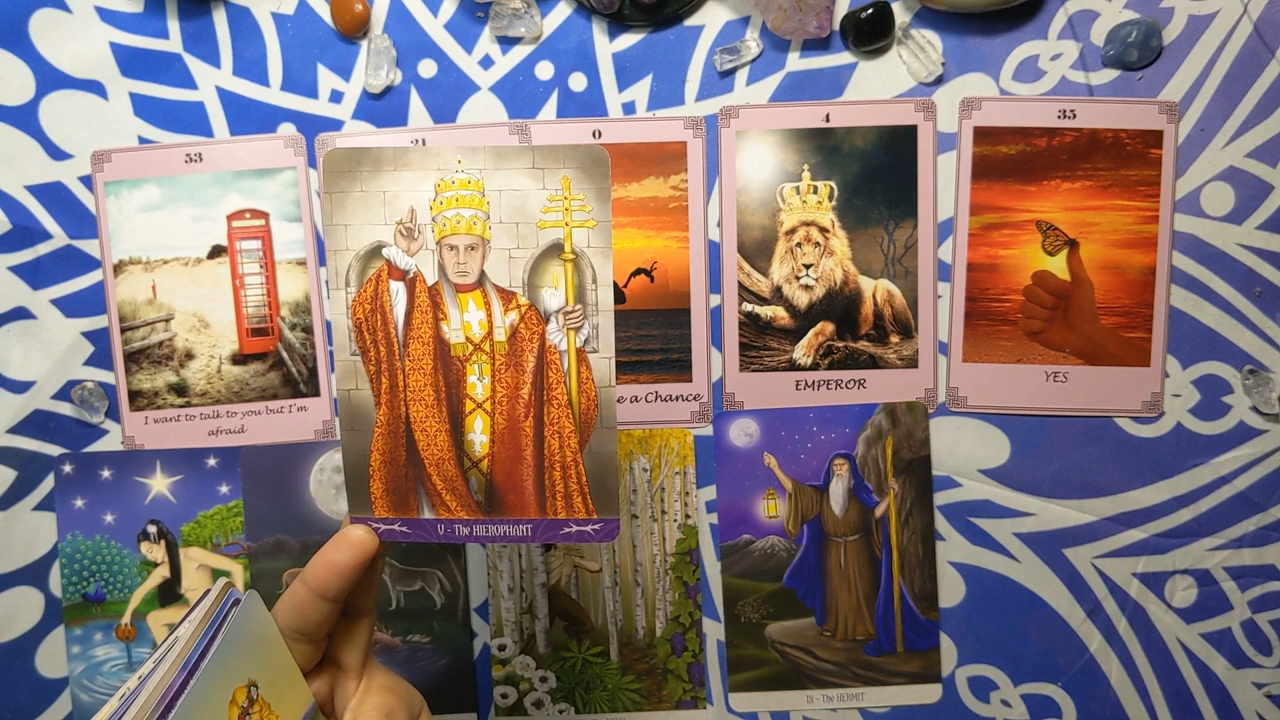 53
21
0
4
35
I want to talk to you but I'm
afraid
e a Chance
EMPEROR
YES
V - The HIEROPHANT
IX - The HERMIT